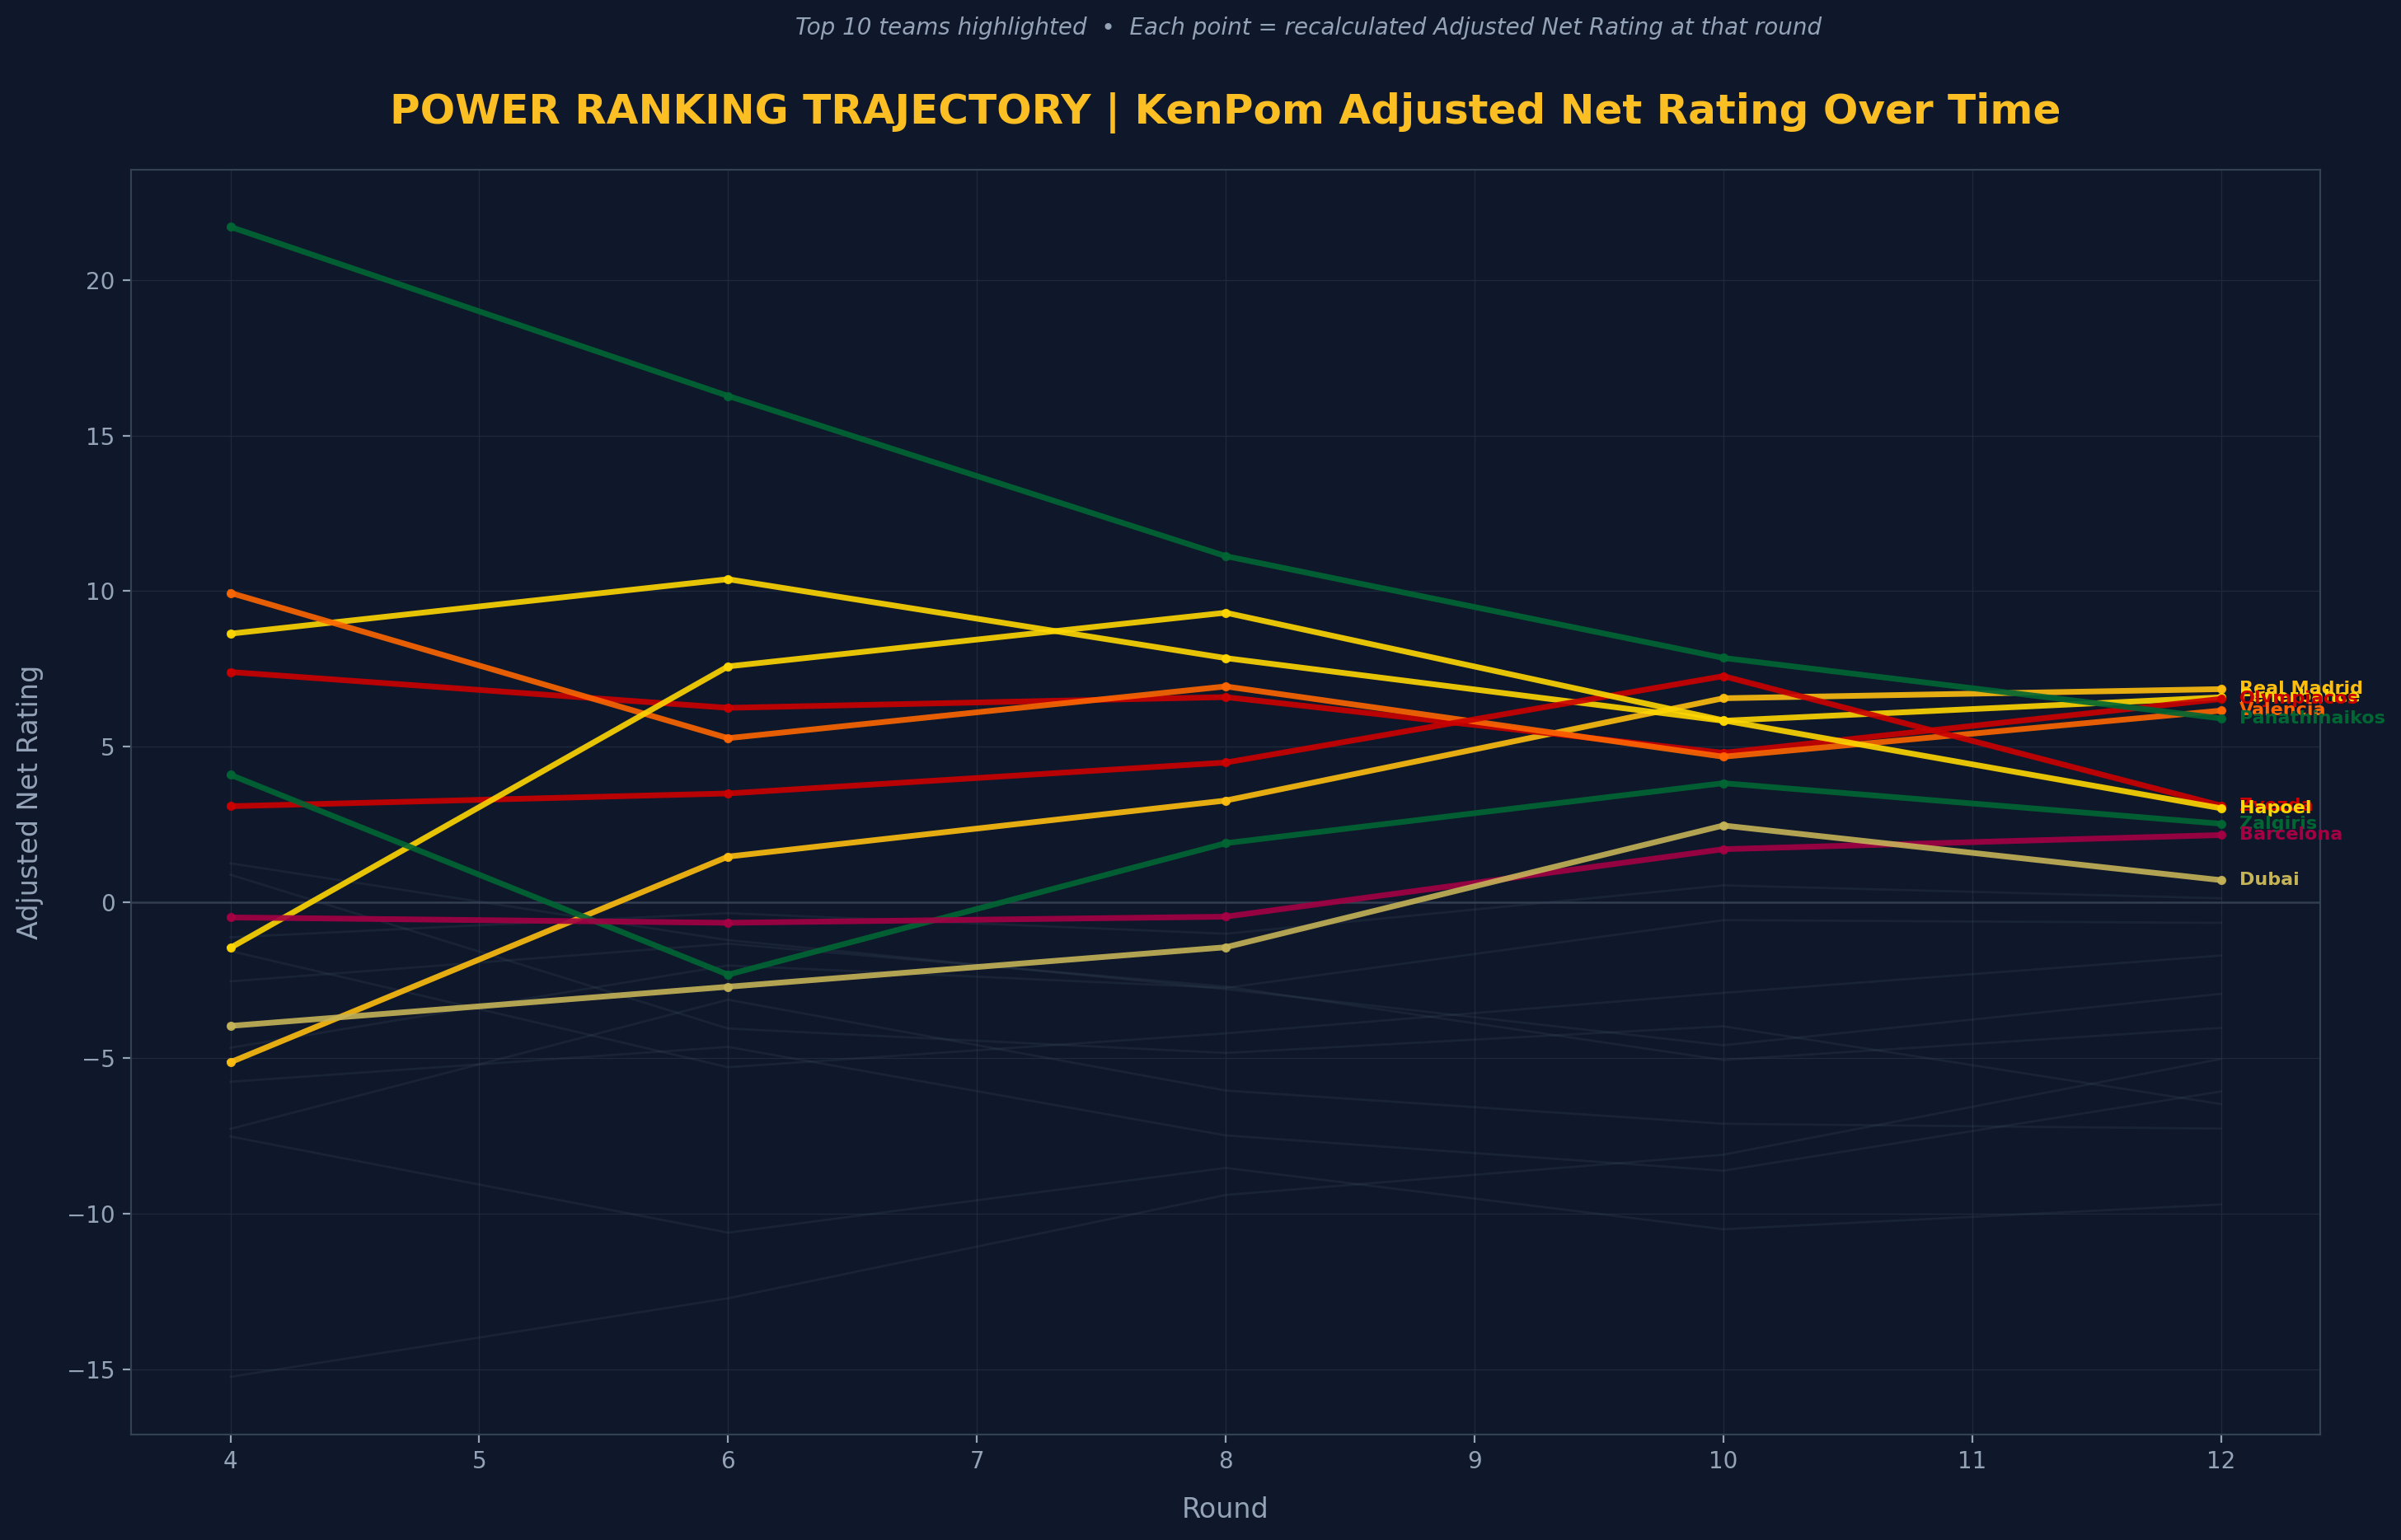 Top 10 teams highlighted • Each point = recalculated Adjusted Net Rating at that round
POWER RANKING TRAJECTORY | KenPom Adjusted Net Rating Over Time
Adjusted Net Rating
20
15
10
5
0
−5
−10
−15
Real Madrid
Valencia
Panathinaikos
Hapoel
Zalgiris
Barcelona
Dubai
4
5
6
7
8
9
10
11
12
Round